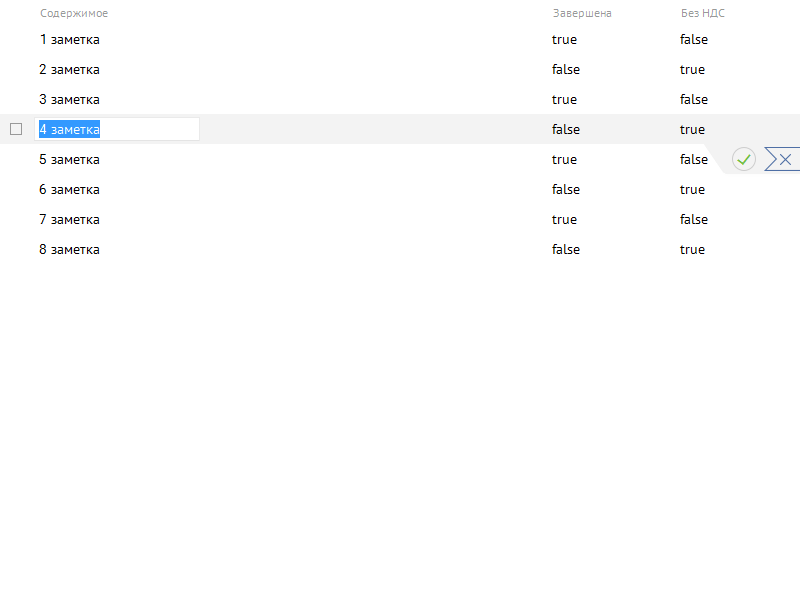 Содержимое Завершена Без НДС
1 заметка true false
2 заметка false true
3 заметка true false
4 заметка false true
5 заметка true false
6 заметка false true
7 заметка true false
8 заметка false true